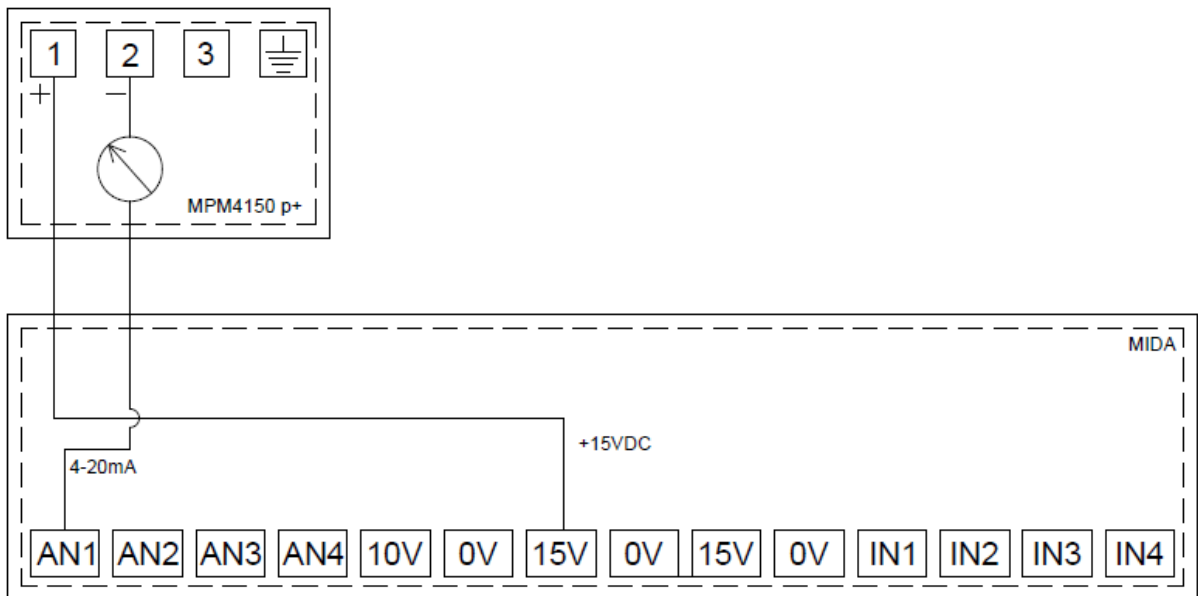 1 2 3
+ −
MPM4150 p+
MIDA
+15VDC
4-20mA
AN1 AN2 AN3 AN4 10V 0V 15V 0V 15V 0V IN1 IN2 IN3 IN4